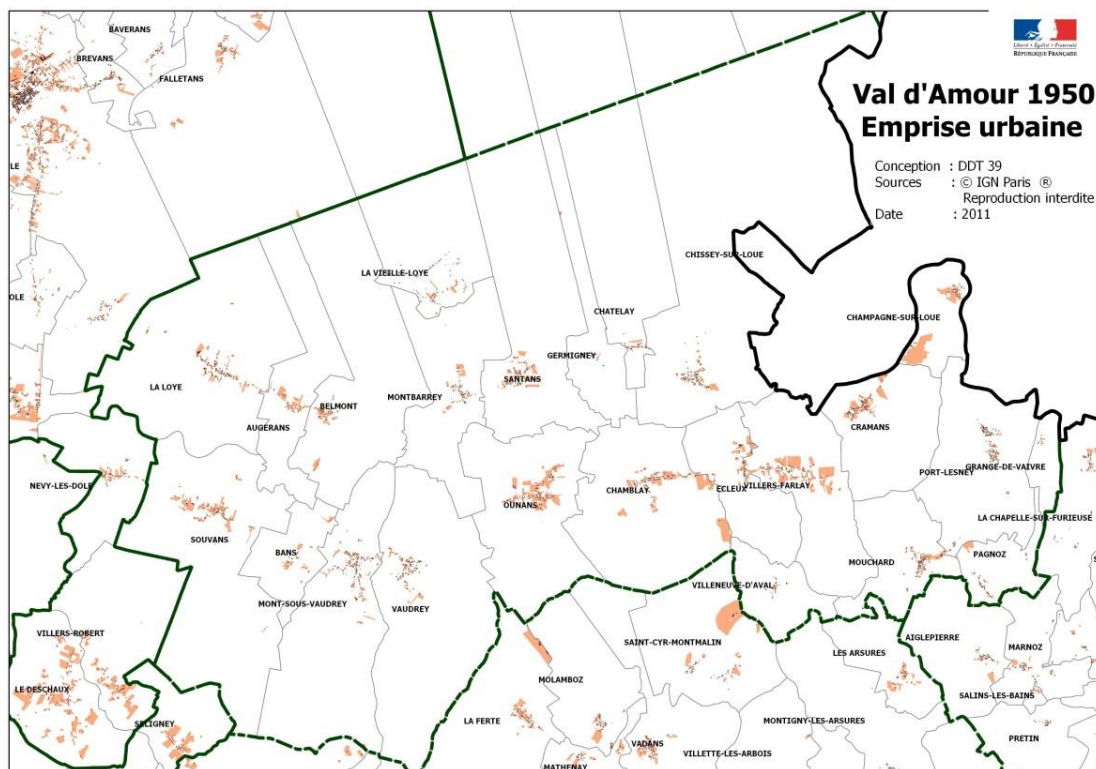 BAVERANS
BREVANS
FALLETANS
Liberté • Égalité • Fraternité
RÉPUBLIQUE FRANÇAISE
Val d'Amour 1950
Emprise urbaine
Conception : DDT 39
Sources : © IGN Paris ®
Reproduction interdite
Date : 2011
LE
CHISSEY-SUR-LOUE
LA VIEILLE-LOYE
OLE
CHATELAY
CHAMPAGNE-SUR-LOUE
GERMIGNEY
SANTANS
LA LOYE
MONTBARREY
BELMONT
AUGERANS
CRAMANS
GRANGE-DE-VAIVRE
PORT-LESNEY
NEVY-LES-DOLE
CHAMBLAY
ECLEUX
VILLERS-FARLAY
OUNANS
LA CHAPELLE-SUR-FURIEUSE
SOUVANS
BANS
PAGNOZ
MOUCHARD
S
VILLENEUVE-D'AVAL
MONT-SOUS-VAUDREY
VAUDREY
VILLERS-ROBERT
SAINT-CYR-MONTMALIN
AIGLEPIERRE
MARNOZ
LES ARSURES
MOLAMBOZ
LE DESCHAUX
SALINS-LES-BAINS
SELIGNEY
LA FERTE
MONTIGNY-LES-ARSURES
PRETIN
VADANS
VILLETTE-LES-ARBOIS
MATHENAY